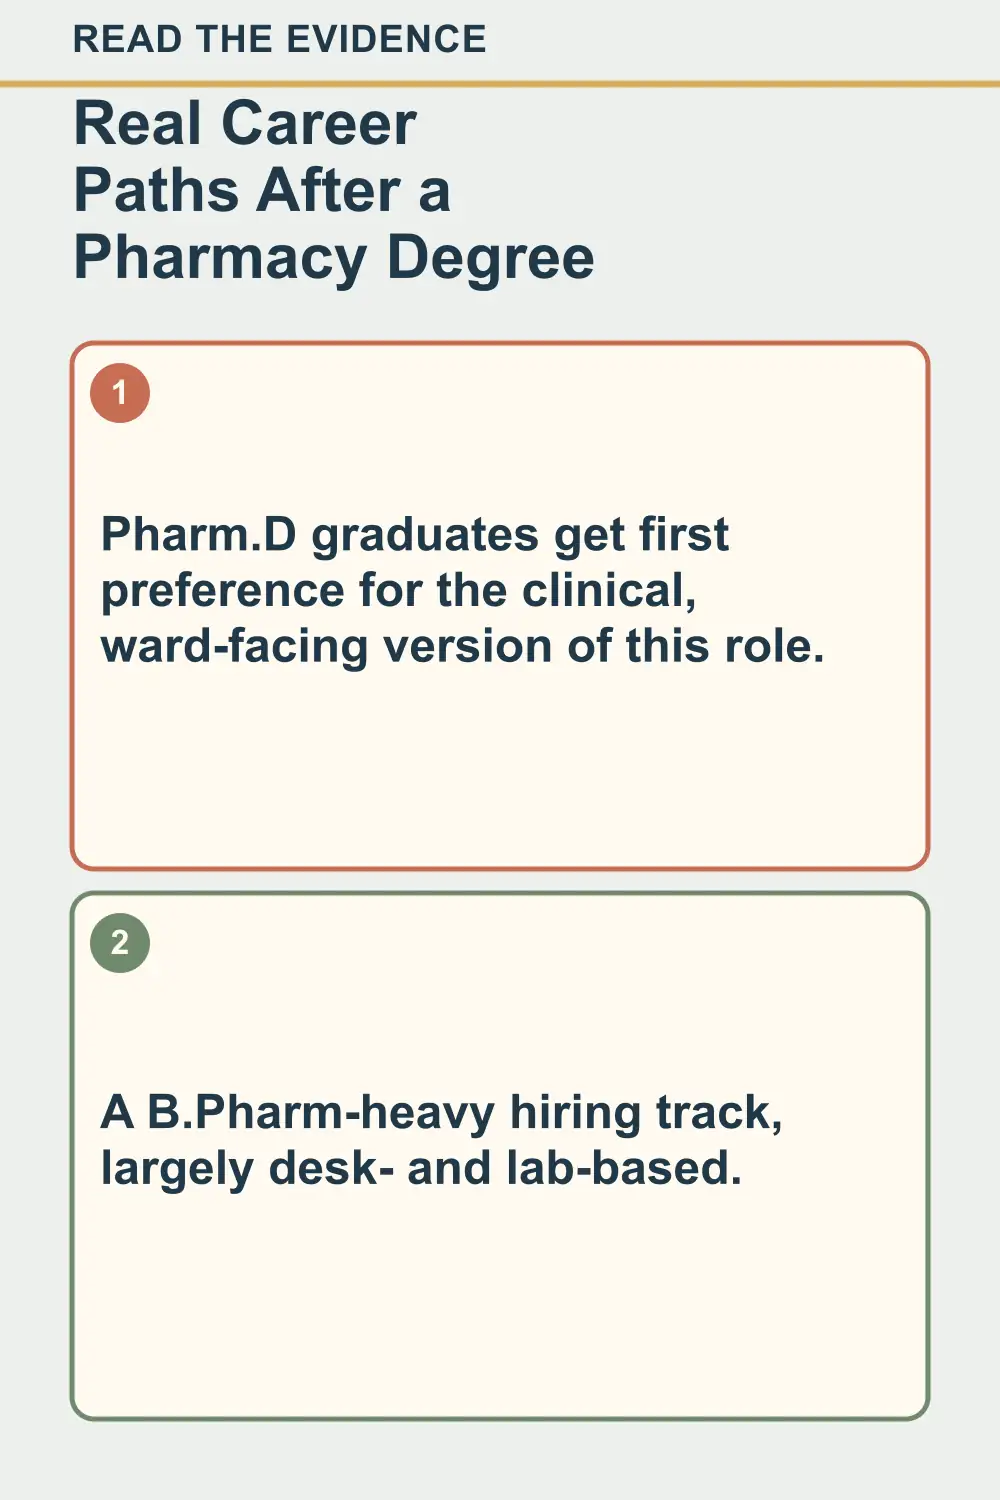 READ THE EVIDENCE
Real Career
Paths After a
Pharmacy Degree
1
Pharm.D graduates get first
preference for the clinical,
ward-facing version of this role.
2
A B.Pharm-heavy hiring track,
largely desk- and lab-based.